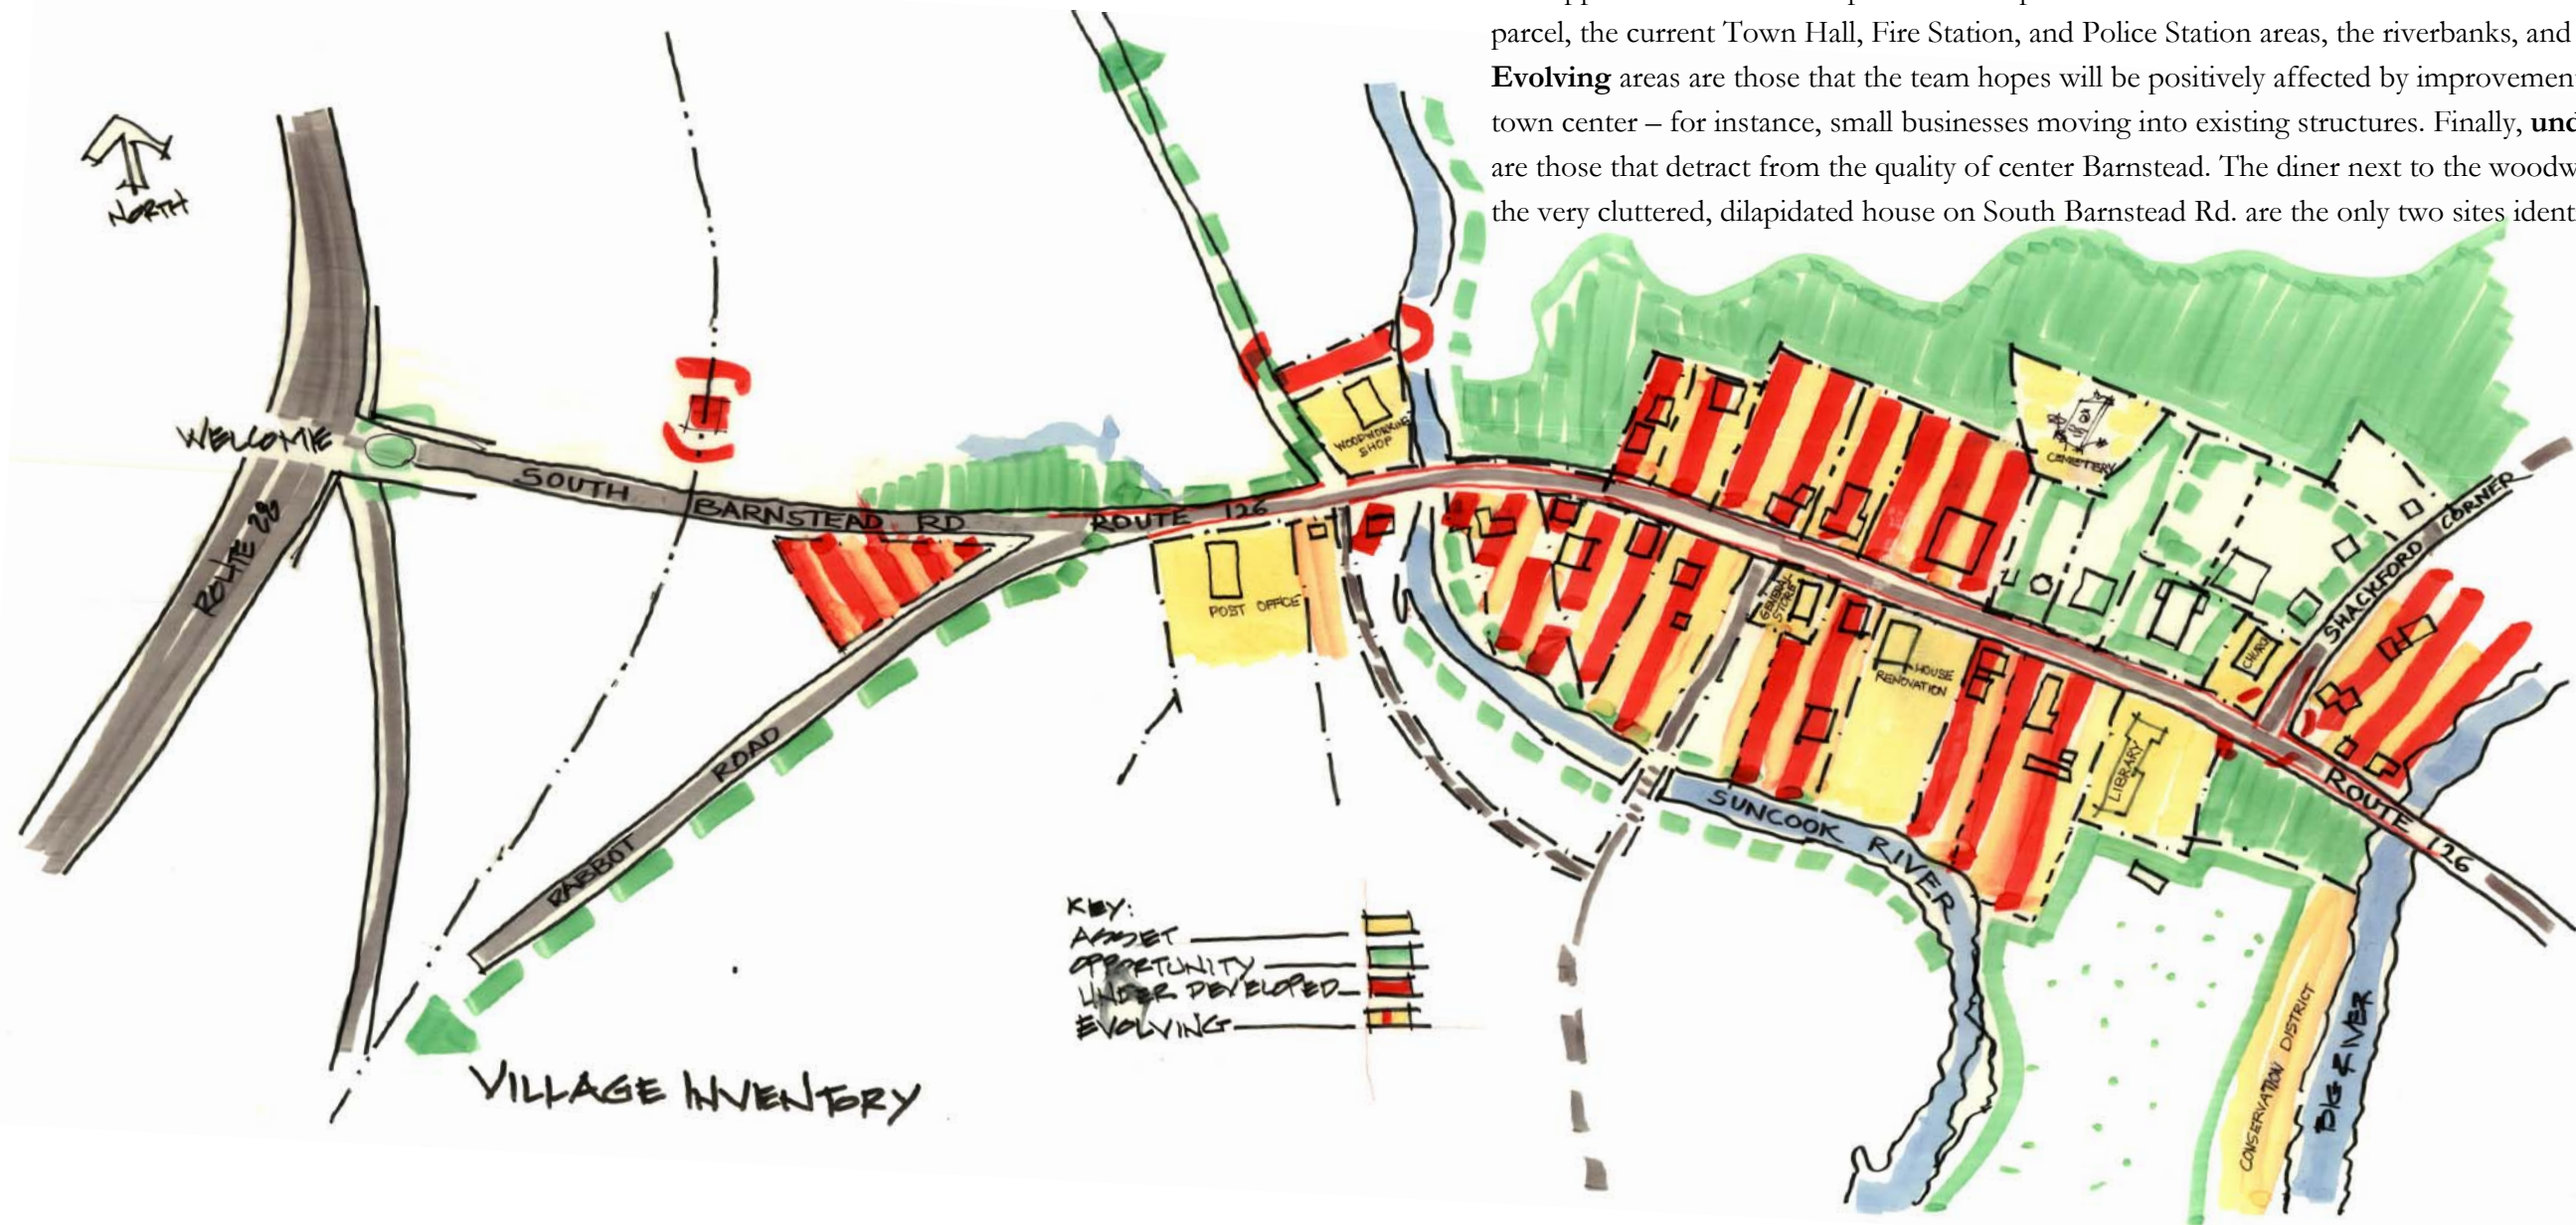 parcel, the current Town Hall, Fire Station, and Police Station areas, the riverbanks, and
Evolving areas are those that the team hopes will be positively affected by improvemen
town center – for instance, small businesses moving into existing structures. Finally, und
are those that detract from the quality of center Barnstead. The diner next to the woodw
the very cluttered, dilapidated house on South Barnstead Rd. are the only two sites ident
NORTH
WELCOME
ROUTE 28
SOUTH BARNSTEAD RD
ROUTE 126
WOODWORKING
SHOP
POST OFFICE
RABBOT ROAD
CEMETERY
SHACKFORD CORNER
GENERAL
STORE
HOUSE
RENOVATION
CHURCH
LIBRARY
ROUTE 126
SUNCOOK RIVER
CONSERVATION DISTRICT
BIG RIVER
KEY:
ASSET
OPPORTUNITY
UNDER DEVELOPED
EVOLVING
VILLAGE INVENTORY